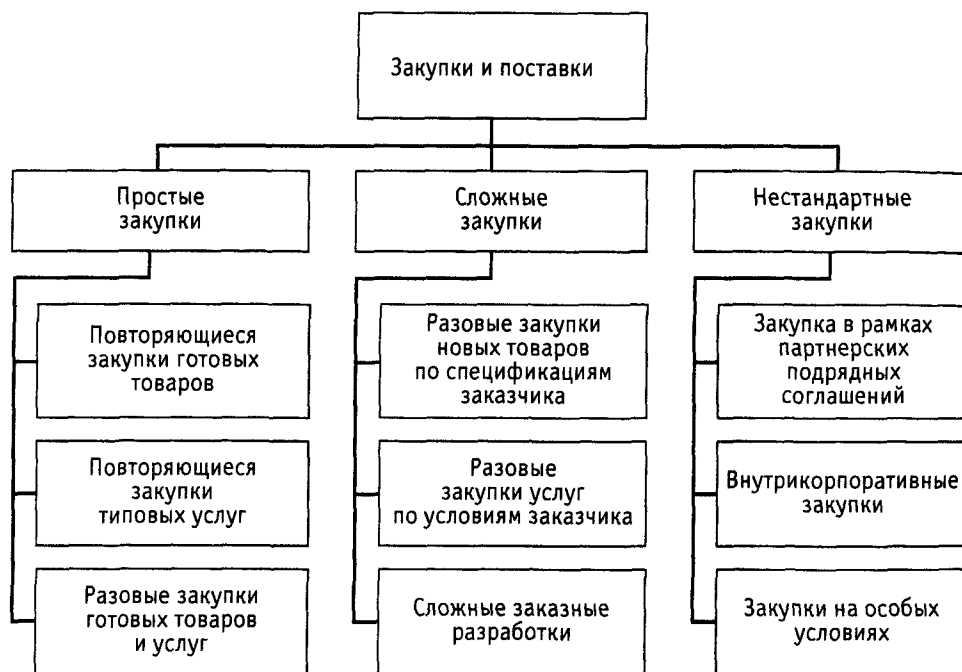 Закупки и поставки
Простые
закупки
Сложные
закупки
Нестандартные
закупки
Повторяющиеся
закупки готовых
товаров
Разовые закупки
новых товаров
по спецификациям
заказчика
Закупка в рамках
партнерских
подрядных
соглашений
Повторяющиеся
закупки
типовых услуг
Разовые
закупки услуг
по условиям заказчика
Внутрикорпоративные
закупки
Разовые закупки
готовых товаров
и услуг
Сложные заказные
разработки
Закупки на особых
условиях